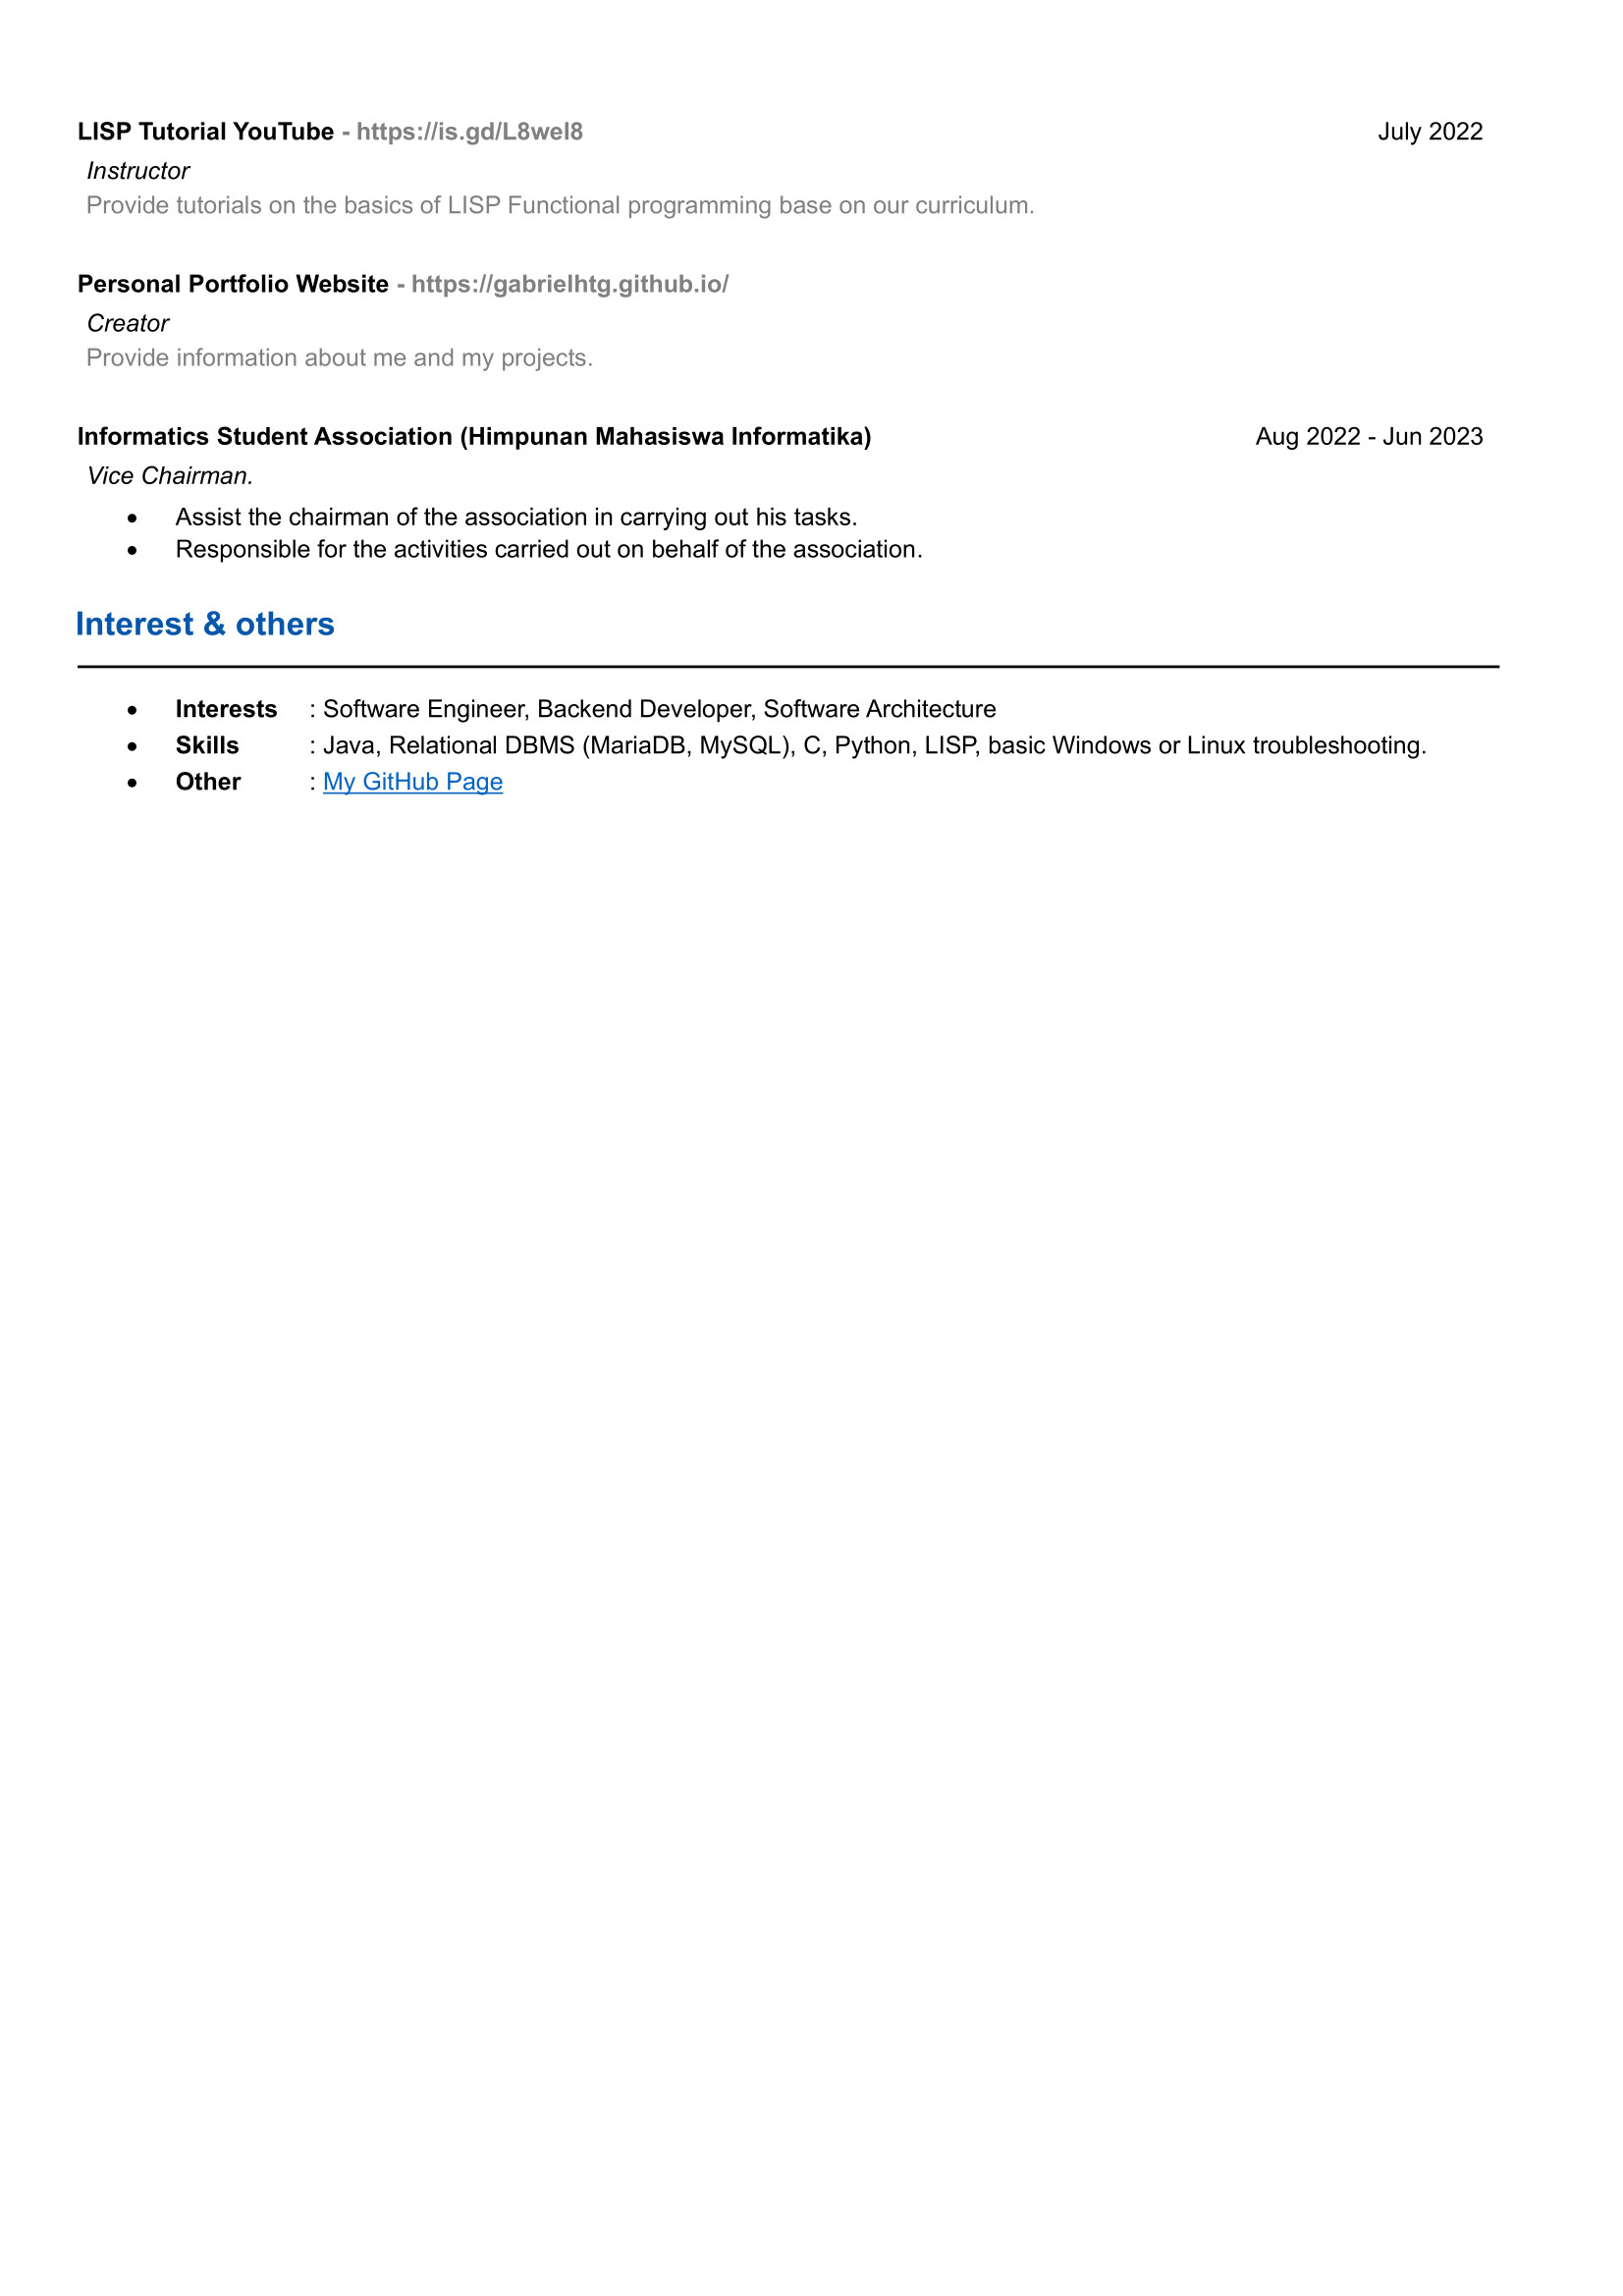 LISP Tutorial YouTube - https://is.gd/L8wel8 July 2022
Instructor
Provide tutorials on the basics of LISP Functional programming base on our curriculum.
Personal Portfolio Website - https://gabrielhtg.github.io/
Creator
Provide information about me and my projects.
Informatics Student Association (Himpunan Mahasiswa Informatika) Aug 2022 - Jun 2023
Vice Chairman.
• Assist the chairman of the association in carrying out his tasks.
• Responsible for the activities carried out on behalf of the association.
Interest & others
• Interests : Software Engineer, Backend Developer, Software Architecture
• Skills : Java, Relational DBMS (MariaDB, MySQL), C, Python, LISP, basic Windows or Linux troubleshooting.
• Other : My GitHub Page